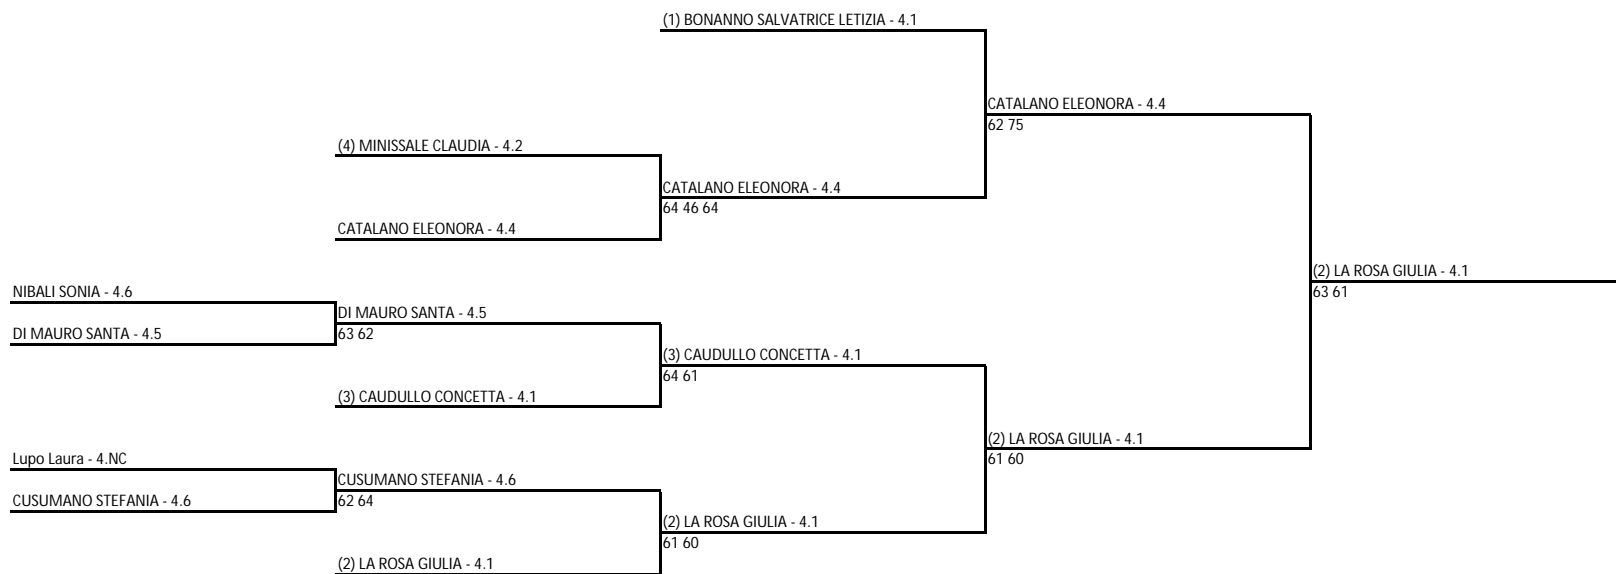 (1) BONANNO SALVATRICE LETIZIA - 4.1
CATALANO ELEONORA - 4.4
62 75
(4) MINISSALE CLAUDIA - 4.2
CATALANO ELEONORA - 4.4
64 46 64
CATALANO ELEONORA - 4.4
(2) LA ROSA GIULIA - 4.1
63 61
NIBALI SONIA - 4.6
DI MAURO SANTA - 4.5
63 62
DI MAURO SANTA - 4.5
(3) CAUDULLO CONCETTA - 4.1
64 61
(3) CAUDULLO CONCETTA - 4.1
(2) LA ROSA GIULIA - 4.1
61 60
Lupo Laura - 4.NC
CUSUMANO STEFANIA - 4.6
62 64
CUSUMANO STEFANIA - 4.6
(2) LA ROSA GIULIA - 4.1
61 60
(2) LA ROSA GIULIA - 4.1